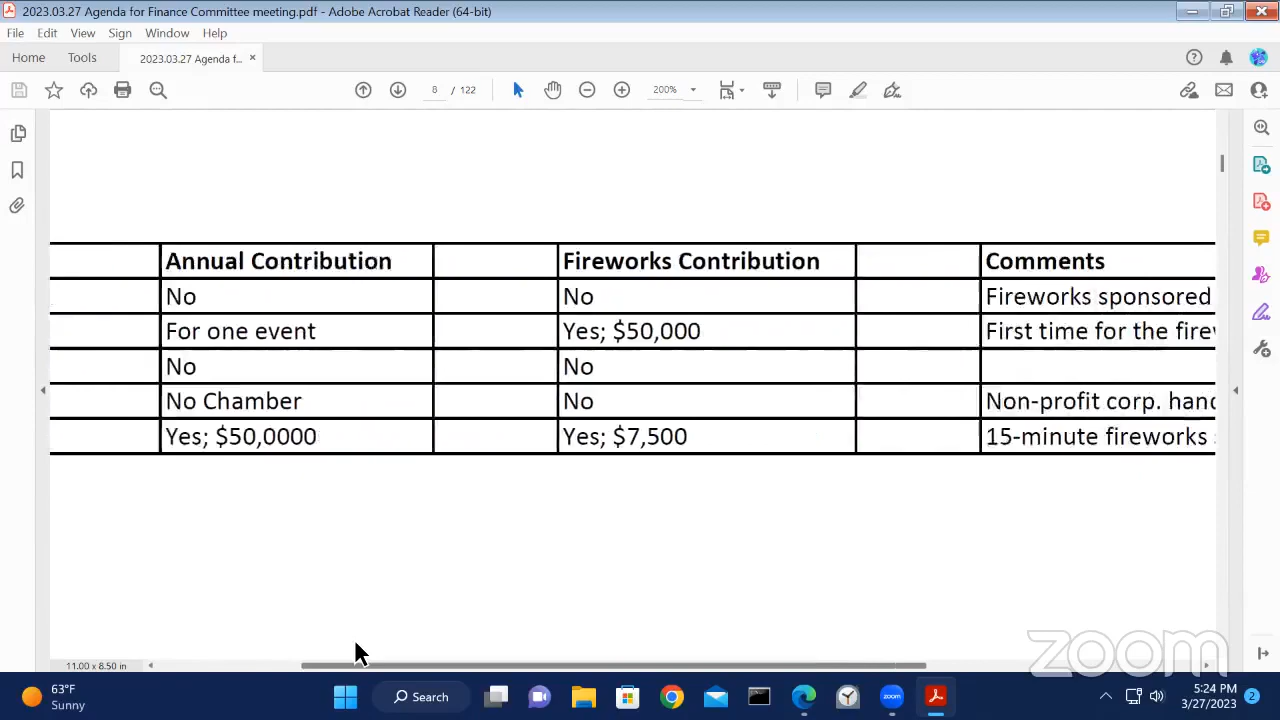 2023.03.27 Agenda for Finance Committee meeting.pdf - Adobe Acrobat Reader (64-bit)
File Edit View Sign Window Help
Home Tools 2023.03.27 Agenda f...
8 / 122 200%
Annual Contribution Fireworks Contribution Comments
No No Fireworks sponsored
For one event Yes; $50,000 First time for the firew
No No
No Chamber No Non-profit corp. hand
Yes; $50,0000 Yes; $7,500 15-minute fireworks s
11.00 x 8.50 in
zoom
63°F
Sunny
Search
zoom
5:24 PM
3/27/2023
2